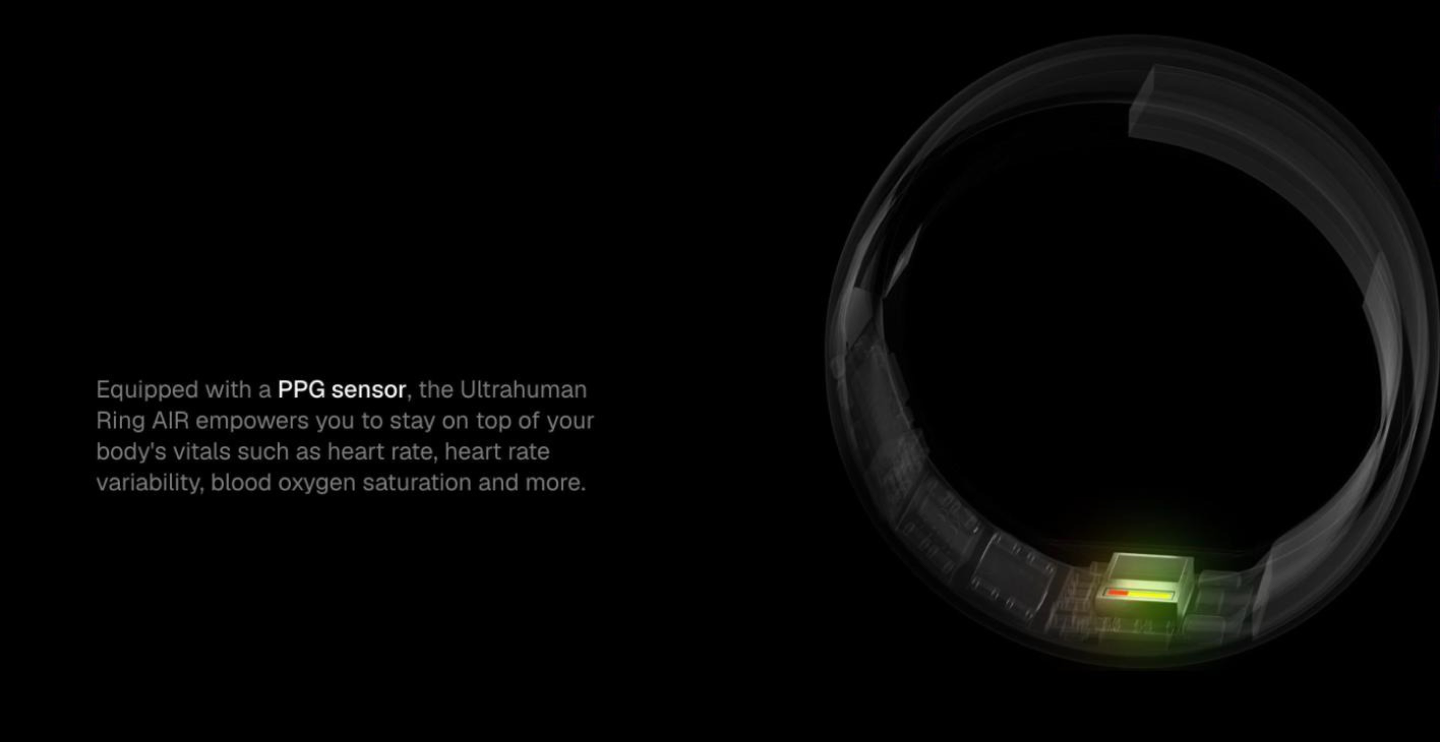 Equipped with a PPG sensor, the Ultrahuman
Ring AIR empowers you to stay on top of your
body's vitals such as heart rate, heart rate
variability, blood oxygen saturation and more.